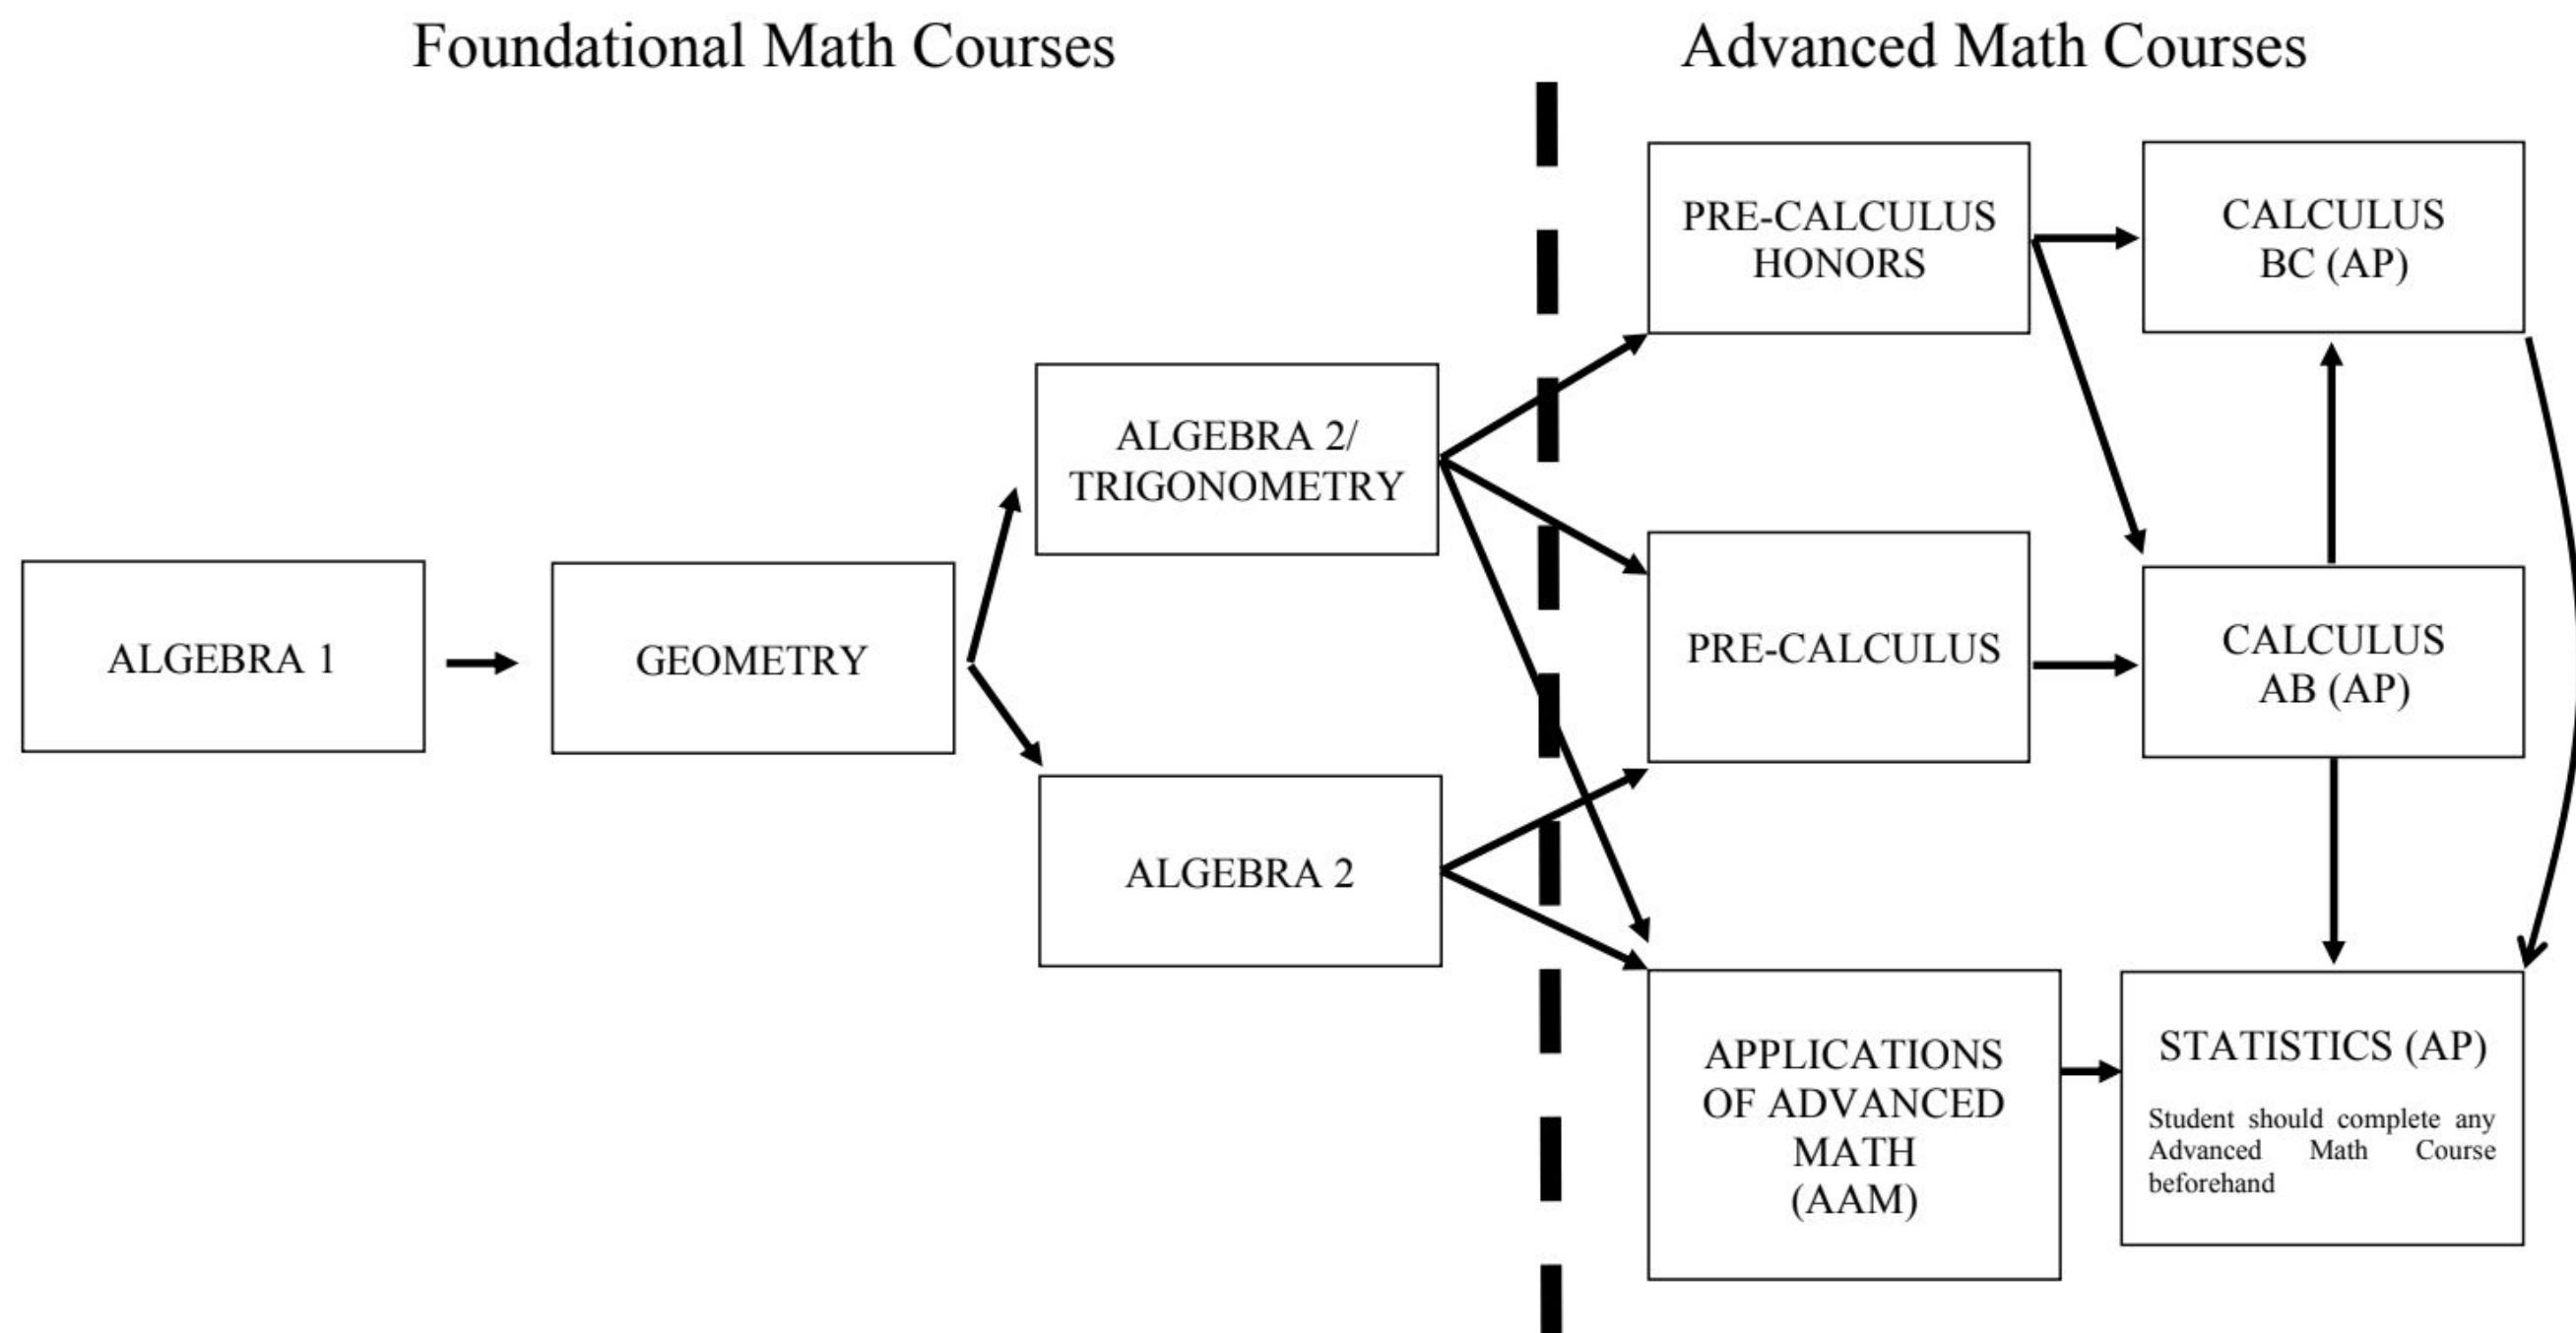 Foundational Math Courses
Advanced Math Courses
ALGEBRA 1
GEOMETRY
ALGEBRA 2/
TRIGONOMETRY
ALGEBRA 2
PRE-CALCULUS
HONORS
PRE-CALCULUS
APPLICATIONS
OF ADVANCED
MATH
(AAM)
CALCULUS
BC (AP)
CALCULUS
AB (AP)
STATISTICS (AP)
Student should complete any
Advanced Math Course
beforehand